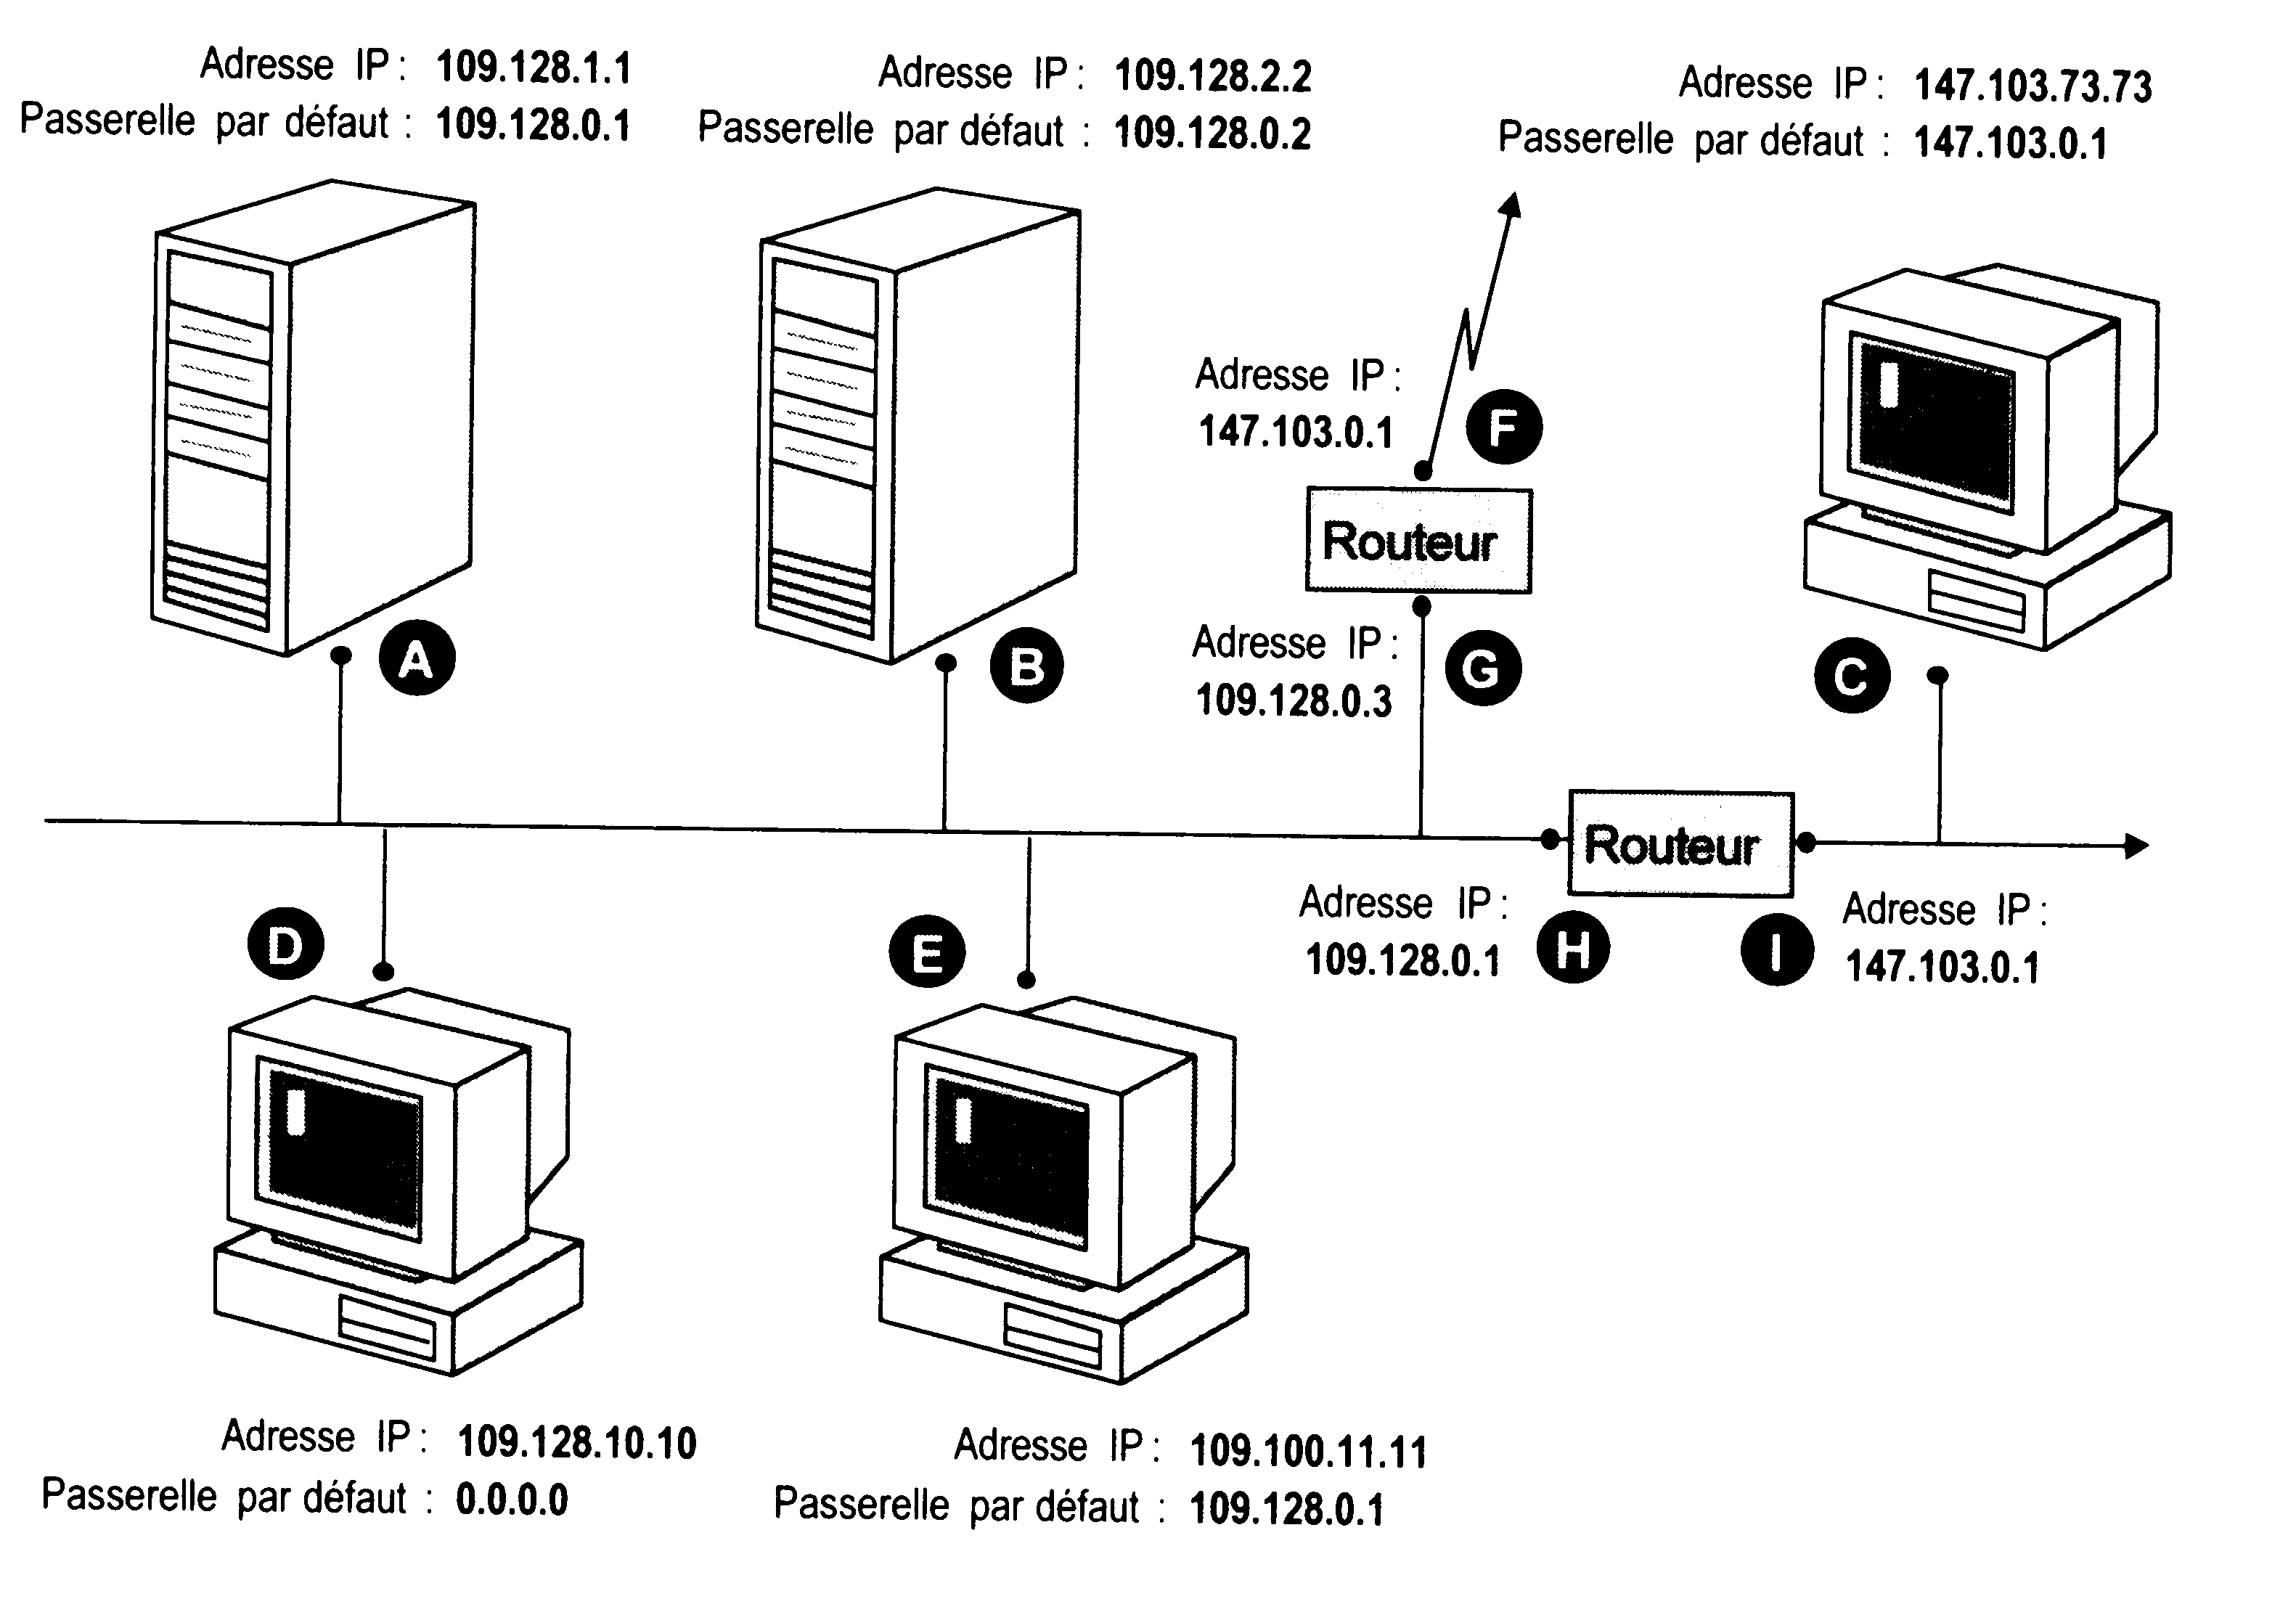 Adresse IP : 109.128.1.1
Passerelle par défaut : 109.128.0.1
Adresse IP : 109.128.2.2
Passerelle par défaut : 109.128.0.2
Adresse IP : 147.103.73.73
Passerelle par défaut : 147.103.0.1
Adresse IP :
147.103.0.1
F
Routeur
A
B
Adresse IP :
109.128.0.3
G
C
Routeur
D
E
Adresse IP :
109.128.0.1
H
I
Adresse IP :
147.103.0.1
Adresse IP : 109.128.10.10
Passerelle par défaut : 0.0.0.0
Adresse IP : 109.100.11.11
Passerelle par défaut : 109.128.0.1